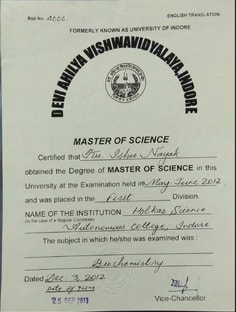 Roll No. 4006.
ENGLISH TRANSLATION
FORMERLY KNOWN AS UNIVERSITY OF INDORE
DEVI AHILYA VISHWAVIDYALAYA, INDORE
MASTER OF SCIENCE
Certified that Ishu Nayak
obtained the Degree of MASTER OF SCIENCE in this
University at the Examination held in May June 2012
and was placed in the First Division.
NAME OF THE INSTITUTION Holkar Science
(In the case of a Regular Candidate)
Autonomous College, Indore
The subject in which he/she was examined was :
Biochemistry
Dated Dec 3, 2012
Date of Issue
25 SEP 2013
Vice-Chancellor